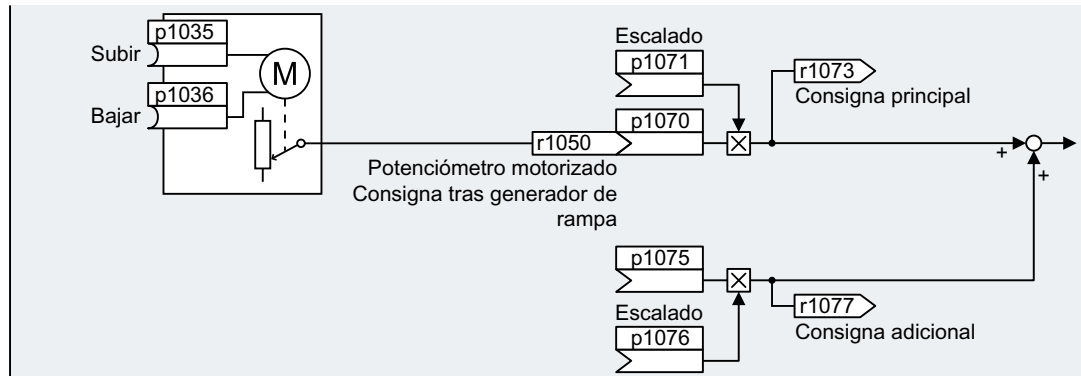 p1035
Subir
p1036
Bajar
M
Escalado
p1071
r1073
Consigna principal
p1070
r1050
Potenciómetro motorizado
Consigna tras generador de
rampa
+
+
p1075
Escalado
r1077
Consigna adicional
p1076